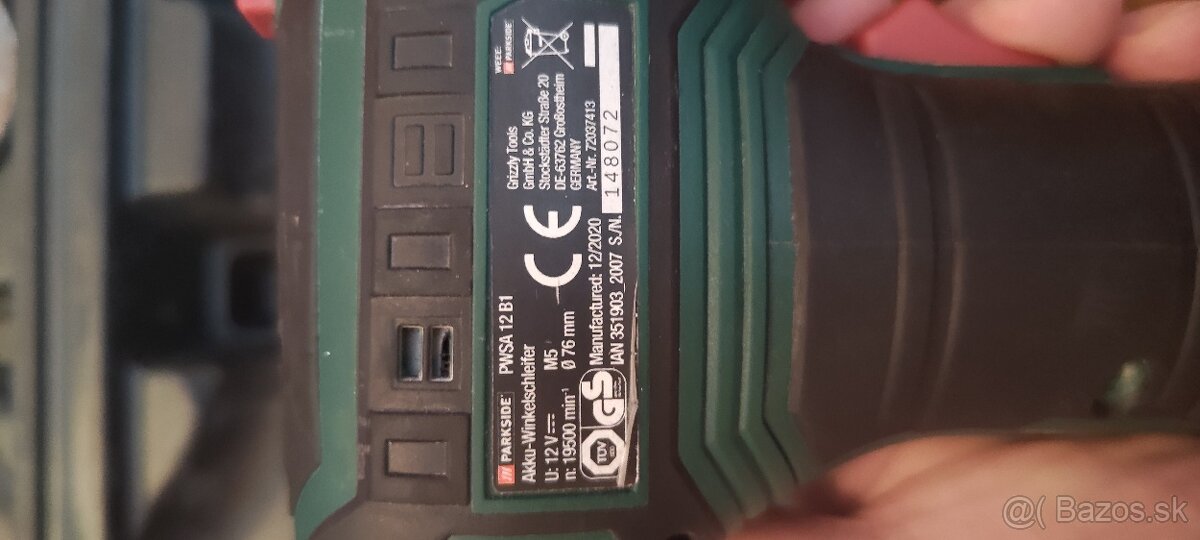 PARKSIDE PWSA 12 B1
Akku-Winkelschleifer
U: 12 V M5
n: 19500 min⁻¹ Ø 76 mm
TÜV
GS
CE
Manufactured: 12/2020
IAN 351903_2007 S./N. 148072
Grizzly Tools
GmbH & Co. KG
Stockstädter Straße 20
DE-63762 Großostheim
GERMANY
Art.-Nr. 72037413
WEEE:
PARKSIDE
@( Bazos.sk